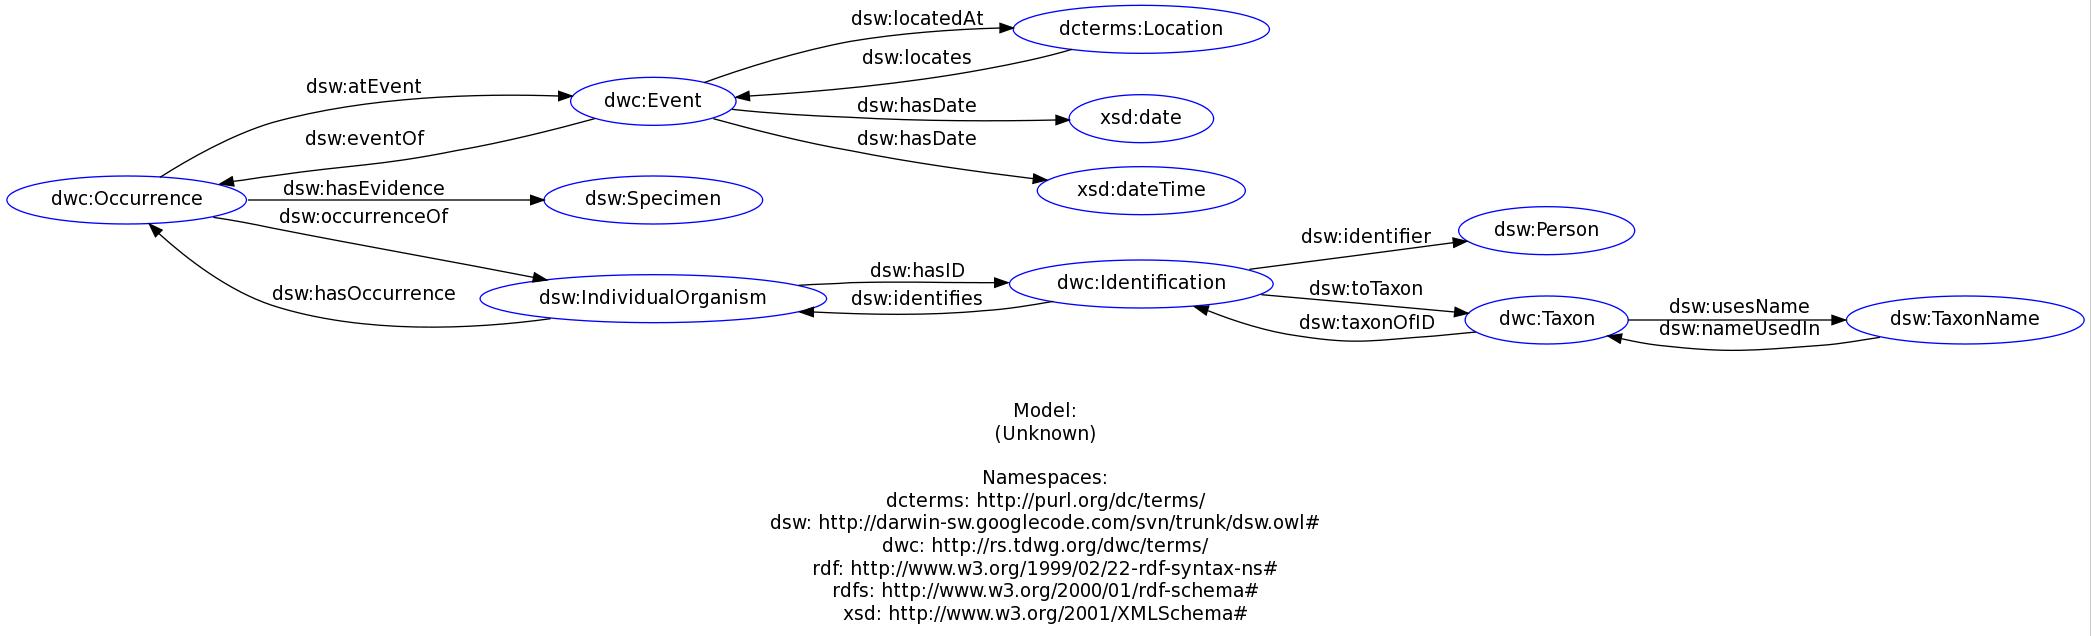 dsw:locatedAt
dcterms:Location
dsw:locates
dsw:atEvent
dwc:Event
dsw:hasDate
xsd:date
dsw:eventOf
dsw:hasDate
xsd:dateTime
dwc:Occurrence
dsw:hasEvidence
dsw:Specimen
dsw:occurrenceOf
dsw:identifier
dsw:Person
dsw:hasID
dwc:Identification
dsw:hasOccurrence
dsw:IndividualOrganism
dsw:identifies
dsw:toTaxon
dsw:taxonOfID
dwc:Taxon
dsw:usesName
dsw:nameUsedIn
dsw:TaxonName
Model:
(Unknown)
Namespaces:
dcterms: http://purl.org/dc/terms/
dsw: http://darwin-sw.googlecode.com/svn/trunk/dsw.owl#
dwc: http://rs.tdwg.org/dwc/terms/
rdf: http://www.w3.org/1999/02/22-rdf-syntax-ns#
rdfs: http://www.w3.org/2000/01/rdf-schema#
xsd: http://www.w3.org/2001/XMLSchema#